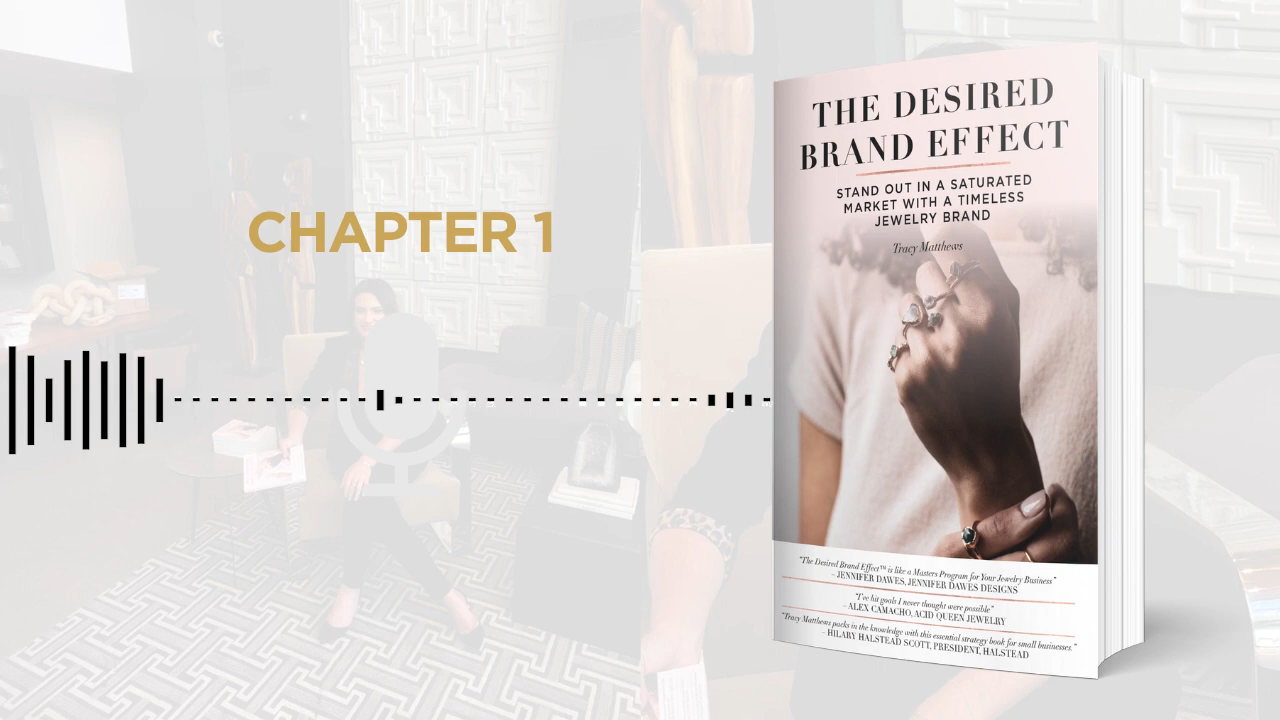 CHAPTER 1
THE DESIRED
BRAND EFFECT
STAND OUT IN A SATURATED
MARKET WITH A TIMELESS
JEWELRY BRAND
Tracy Matthews
"The Desired Brand Effect™ is like a Masters Program for Your Jewelry Business"
– JENNIFER DAWES, JENNIFER DAWES DESIGNS
"I've hit goals I never thought were possible"
– ALEX CAMACHO, ACID QUEEN JEWELRY
"Tracy Matthews packs in the knowledge with this essential strategy book for small businesses."
– HILARY HALSTEAD SCOTT, PRESIDENT, HALSTEAD